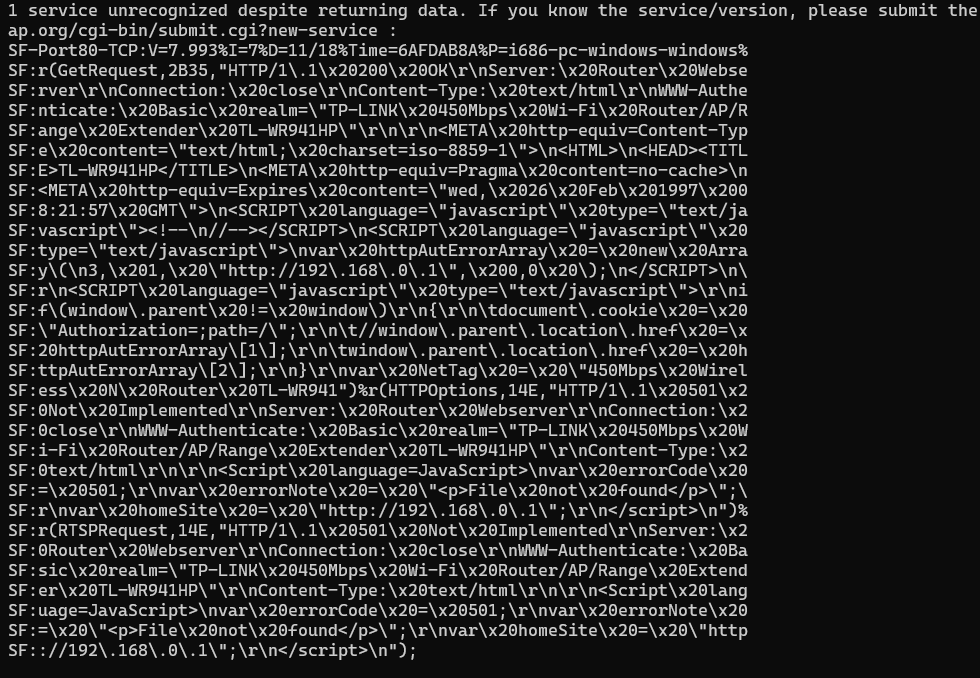 1 service unrecognized despite returning data. If you know the service/version, please submit the
ap.org/cgi-bin/submit.cgi?new-service :
SF-Port80-TCP:V=7.993%I=7%D=11/18%Time=6AFDAB8A%P=i686-pc-windows-windows%
SF:r(GetRequest,2B35,"HTTP/1\.1\x20200\x20OK\r\nServer:\x20Router\x20Webse
SF:rver\r\nConnection:\x20close\r\nContent-Type:\x20text/html\r\nWWW-Authe
SF:nticate:\x20Basic\x20realm=\"TP-LINK\x20450Mbps\x20Wi-Fi\x20Router/AP/R
SF:ange\x20Extender\x20TL-WR941HP\"\r\n\r\n<META\x20http-equiv=Content-Typ
SF:e\x20content=\"text/html;\x20charset=iso-8859-1\">\n<HTML>\n<HEAD><TITL
SF:E>TL-WR941HP</TITLE>\n<META\x20http-equiv=Pragma\x20content=no-cache>\n
SF:<META\x20http-equiv=Expires\x20content=\"wed,\x2026\x20Feb\x201997\x200
SF:8:21:57\x20GMT\">\n<SCRIPT\x20language=\"javascript\"\x20type=\"text/ja
SF:vascript\"><!--\n//--></SCRIPT>\n<SCRIPT\x20language=\"javascript\"\x20
SF:type=\"text/javascript\">\nvar\x20httpAutErrorArray\x20=\x20new\x20Arra
SF:y\(\n3,\x201,\x20\"http://192\.168\.0\.1\",\x200,0\x20\);\n</SCRIPT>\n\
SF:r\n<SCRIPT\x20language=\"javascript\"\x20type=\"text/javascript\">\r\ni
SF:f\(window\.parent\x20!=\x20window\)\r\n{\r\n\tdocument\.cookie\x20=\x20
SF:\"Authorization=;path=/\";\r\n\t//window\.parent\.location\.href\x20=\x
SF:20httpAutErrorArray\[1\];\r\n\twindow\.parent\.location\.href\x20=\x20h
SF:ttpAutErrorArray\[2\];\r\n}\r\nvar\x20NetTag\x20=\x20\"450Mbps\x20Wirel
SF:ess\x20N\x20Router\x20TL-WR941")%r(HTTPOptions,14E,"HTTP/1\.1\x20501\x2
SF:0Not\x20Implemented\r\nServer:\x20Router\x20Webserver\r\nConnection:\x2
SF:0close\r\nWWW-Authenticate:\x20Basic\x20realm=\"TP-LINK\x20450Mbps\x20W
SF:i-Fi\x20Router/AP/Range\x20Extender\x20TL-WR941HP\"\r\nContent-Type:\x2
SF:0text/html\r\n\r\n<Script\x20language=JavaScript>\nvar\x20errorCode\x20
SF:=\x20501;\r\nvar\x20errorNote\x20=\x20\"<p>File\x20not\x20found</p>\";\
SF:r\nvar\x20homeSite\x20=\x20\"http://192\.168\.0\.1\";\r\n</script>\n")%
SF:r(RTSPRequest,14E,"HTTP/1\.1\x20501\x20Not\x20Implemented\r\nServer:\x2
SF:0Router\x20Webserver\r\nConnection:\x20close\r\nWWW-Authenticate:\x20Ba
SF:sic\x20realm=\"TP-LINK\x20450Mbps\x20Wi-Fi\x20Router/AP/Range\x20Extend
SF:er\x20TL-WR941HP\"\r\nContent-Type:\x20text/html\r\n\r\n<Script\x20lang
SF:uage=JavaScript>\nvar\x20errorCode\x20=\x20501;\r\nvar\x20errorNote\x20
SF:=\x20\"<p>File\x20not\x20found</p>\";\r\nvar\x20homeSite\x20=\x20\"http
SF:://192\.168\.0\.1\";\r\n</script>\n");